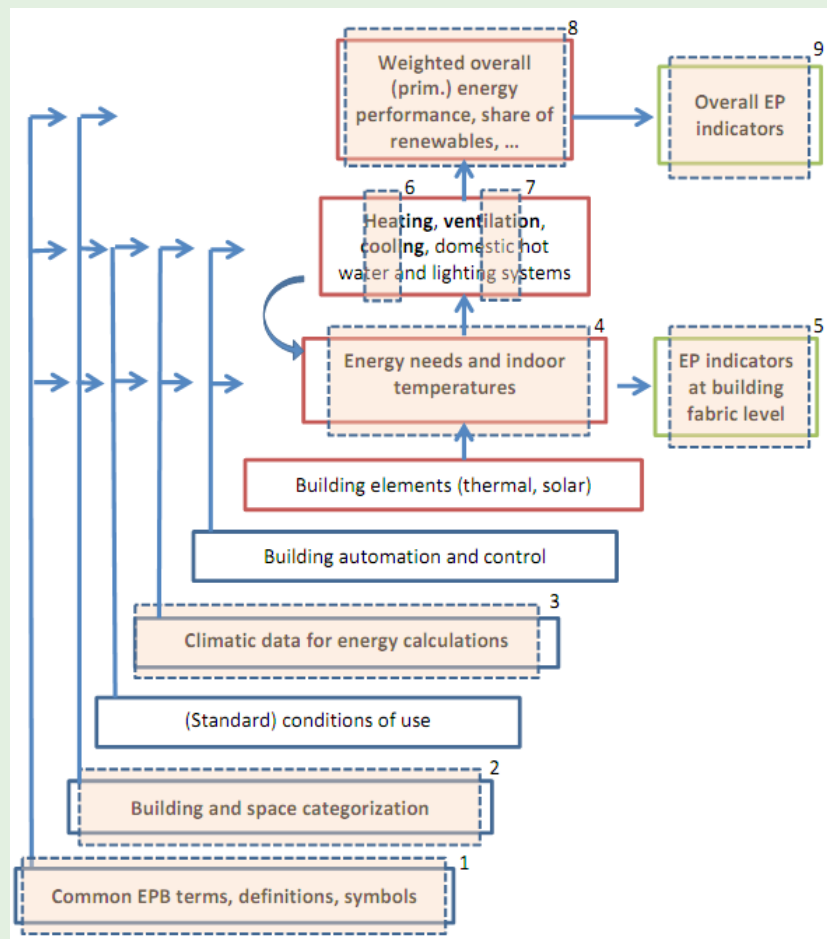 8
Weighted overall
(prim.) energy
performance, share of
renewables, ...
9
Overall EP
indicators
6
7
Heating, ventilation,
cooling, domestic hot
water and lighting systems
4
Energy needs and indoor
temperatures
5
EP indicators
at building
fabric level
Building elements (thermal, solar)
Building automation and control
3
Climatic data for energy calculations
(Standard) conditions of use
2
Building and space categorization
1
Common EPB terms, definitions, symbols